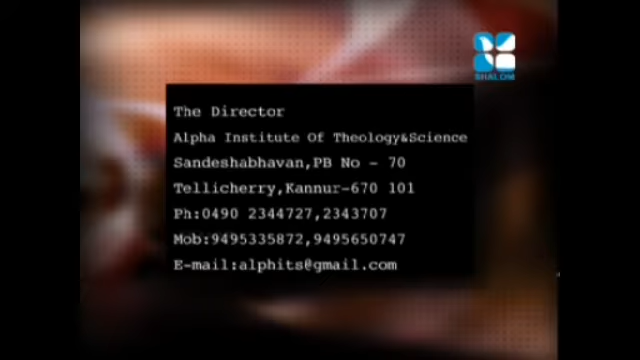 SHALOM
The Director
Alpha Institute Of Theology&Science
Sandeshabhavan,PB No - 70
Tellicherry,Kannur-670 101
Ph:0490 2344727,2343707
Mob:9495335872,9495650747
E-mail:alphits@gmail.com